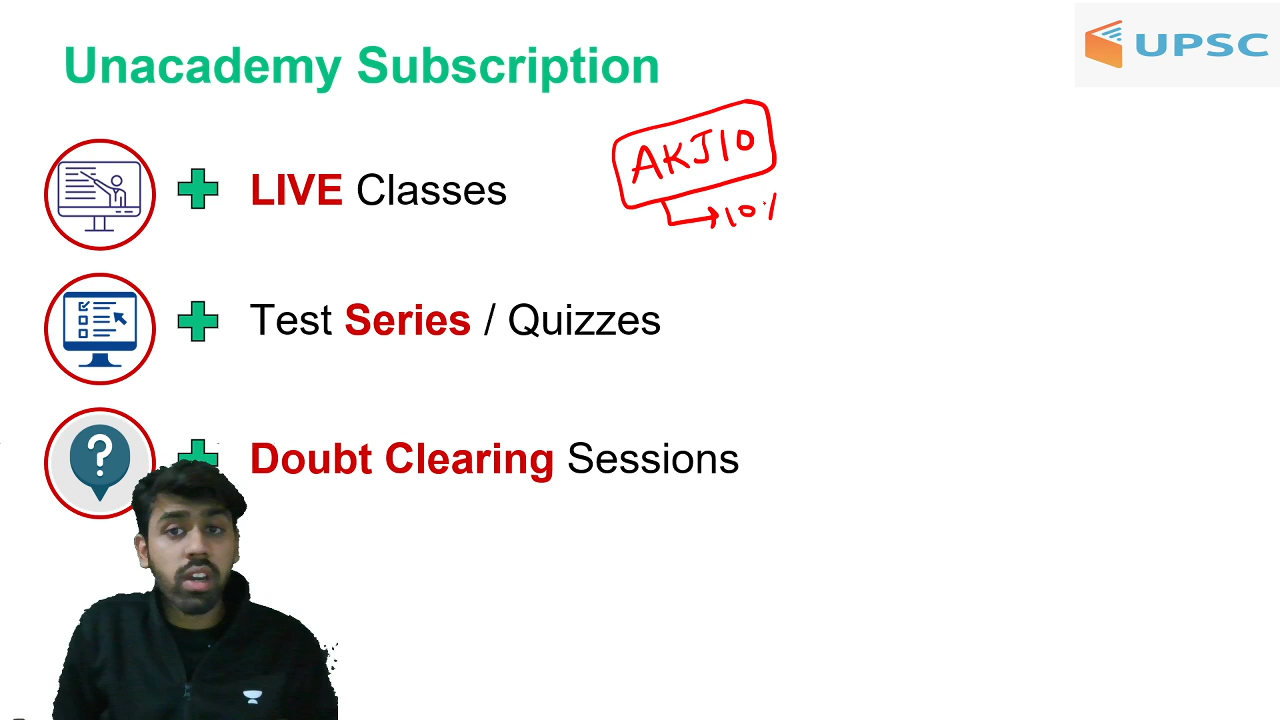 Unacademy Subscription
UPSC
LIVE Classes
AKJ10
10%
Test Series / Quizzes
Doubt Clearing Sessions